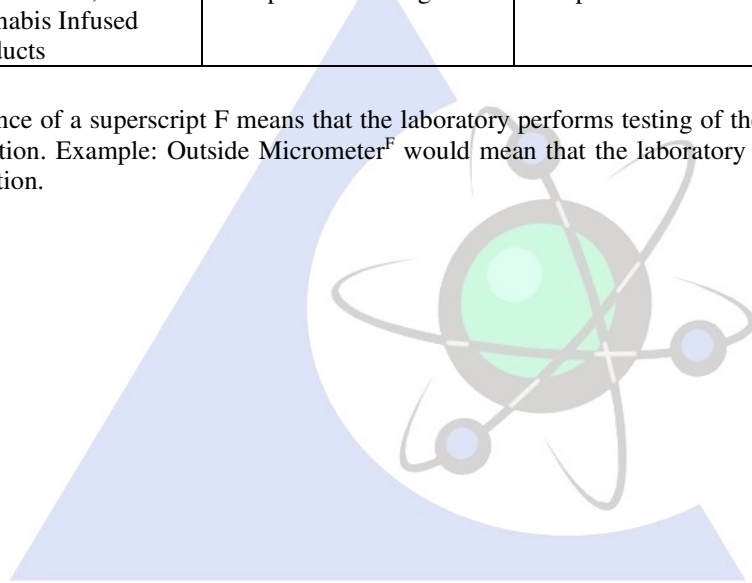 nabis Infused
ducts
nce of a superscript F means that the laboratory performs testing of the
tion. Example: Outside Micrometer^F would mean that the laboratory
tion.